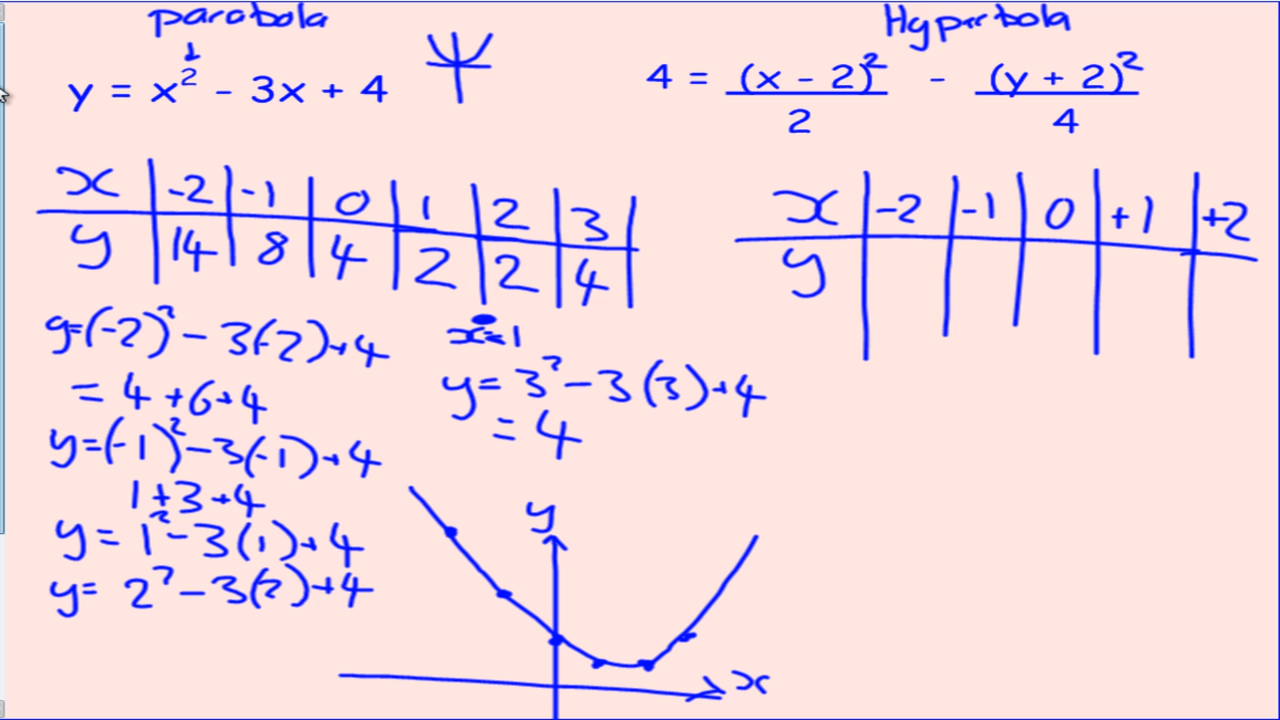 parabola
y = x² - 3x + 4
x -2 -1 0 1 2 3
y 14 8 4 2 2 4
y=(-2)² - 3(-2)+4
= 4+6+4
y=(-1)²-3(-1)+4
1+3+4
y= 1²-3(1)+4
y= 2²-3(2)+4
y= 3²-3(3)+4
= 4
y
x
Hyperbola
4 = (x - 2)²/2 - (y + 2)²/4
x -2 -1 0 +1 +2
y